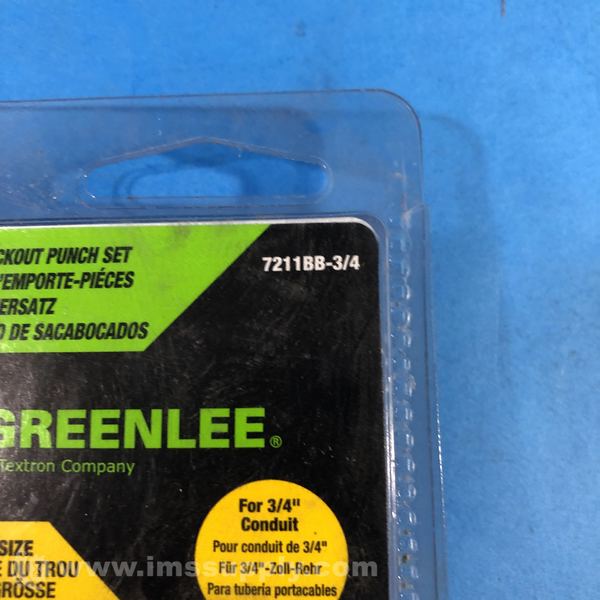 CKOUT PUNCH SET
'EMPORTE-PIÉCES
ERSATZ
O DE SACABOCADOS
7211BB-3/4
GREENLEE®
Textron Company
For 3/4"
Conduit
Pour conduit de 3/4"
Für 3/4"-Zoll-Rohr
Para tubería portacables
SIZE
E DU TROU
GRÖSSE
www.imssupply.com